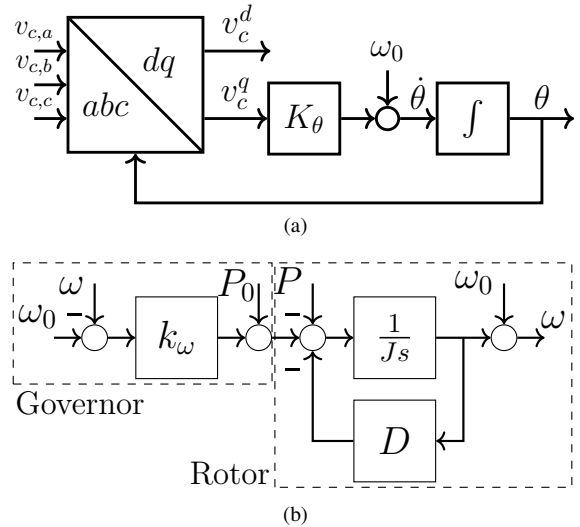 v_{c,a}
v_{c,b}
v_{c,c}
abc
dq
v_c^d
v_c^q
K_θ
ω_0
θ̇
∫
θ
(a)
ω
ω_0
-
k_ω
P_0
-
P
-
-
1/Js
ω_0
ω
D
Governor
Rotor
(b)